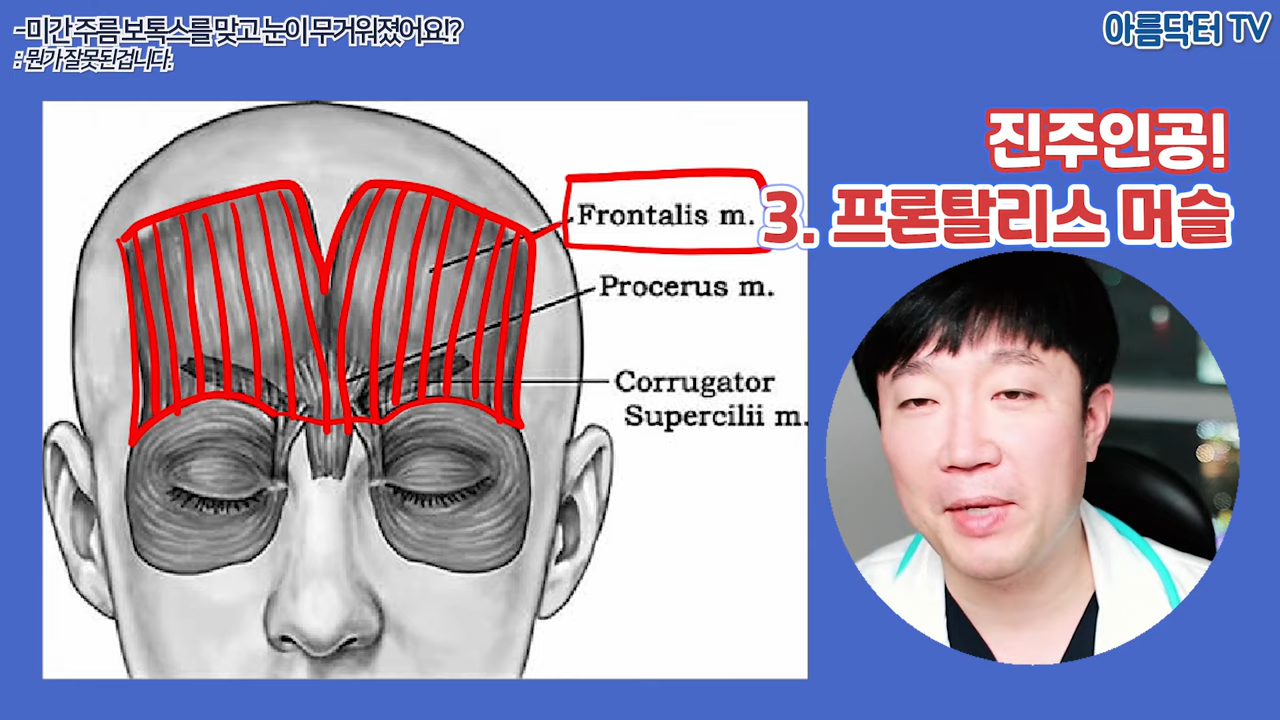 -미간 주름 보톡스를 맞고 눈이 무거워졌어요!?
: 뭔가 잘못된 겁니다.
아름닥터 TV
진주인공!
3. 프론탈리스 머슬
Frontalis m.
Procerus m.
Corrugator
Supercilii m.